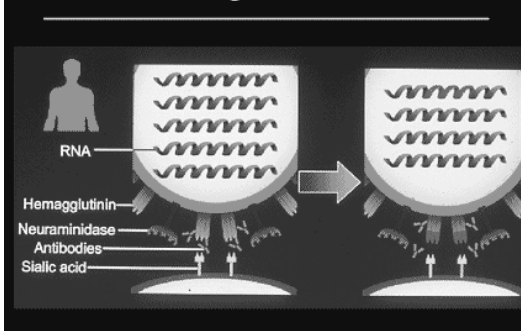 RNA
Hemagglutinin
Neuraminidase
Antibodies
Sialic acid